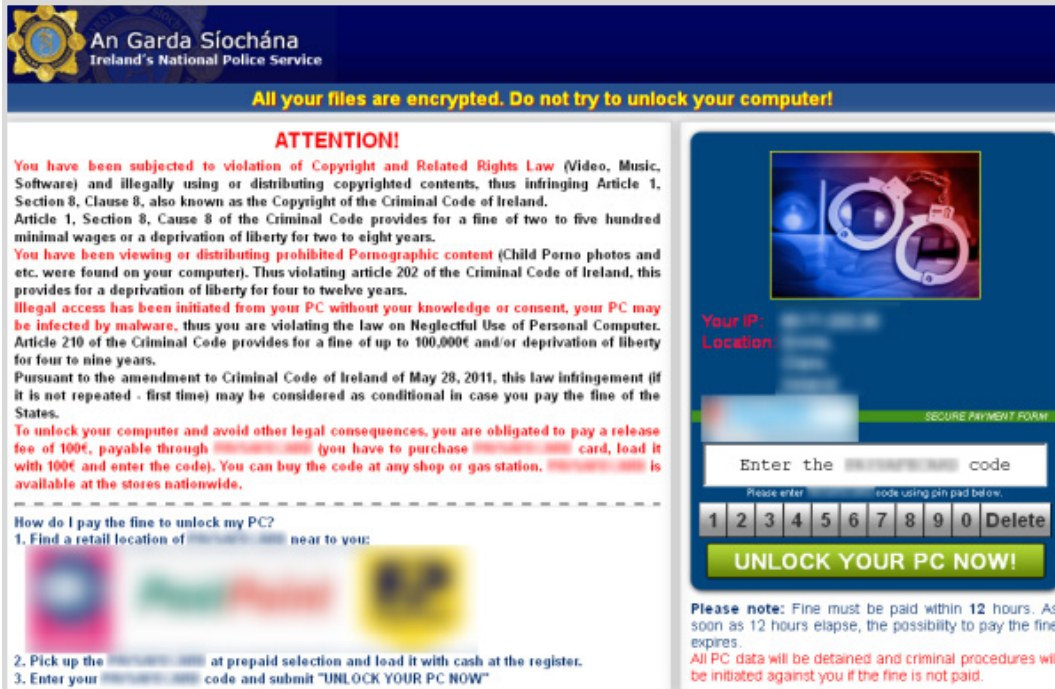 An Garda Síochána
Ireland's National Police Service
All your files are encrypted. Do not try to unlock your computer!
ATTENTION!
You have been subjected to violation of Copyright and Related Rights Law (Video, Music,
Software) and illegally using or distributing copyrighted contents, thus infringing Article 1,
Section 8, Clause 8, also known as the Copyright of the Criminal Code of Ireland.
Article 1, Section 8, Cause 8 of the Criminal Code provides for a fine of two to five hundred
minimal wages or a deprivation of liberty for two to eight years.
You have been viewing or distributing prohibited Pornographic content (Child Porno photos and
etc. were found on your computer). Thus violating article 202 of the Criminal Code of Ireland, this
provides for a deprivation of liberty for four to twelve years.
Illegal access has been initiated from your PC without your knowledge or consent, your PC may
be infected by malware, thus you are violating the law on Neglectful Use of Personal Computer.
Article 210 of the Criminal Code provides for a fine of up to 100,000€ and/or deprivation of liberty
for four to nine years.
Pursuant to the amendment to Criminal Code of Ireland of May 28, 2011, this law infringement (if
it is not repeated - first time) may be considered as conditional in case you pay the fine of the
States.
To unlock your computer and avoid other legal consequences, you are obligated to pay a release
fee of 100€, payable through (you have to purchase card, load it
with 100€ and enter the code). You can buy the code at any shop or gas station. is
available at the stores nationwide.
How do I pay the fine to unlock my PC?
1. Find a retail location of near to you:
2. Pick up the at prepaid selection and load it with cash at the register.
3. Enter your code and submit "UNLOCK YOUR PC NOW"
Your IP:
Location:
SECURE PAYMENT FORM
Enter the code
Please enter code using pin pad below.
1 2 3 4 5 6 7 8 9 0 Delete
UNLOCK YOUR PC NOW!
Please note: Fine must be paid within 12 hours. As
soon as 12 hours elapse, the possibility to pay the fine
expires.
All PC data will be detained and criminal procedures will
be initiated against you if the fine is not paid.